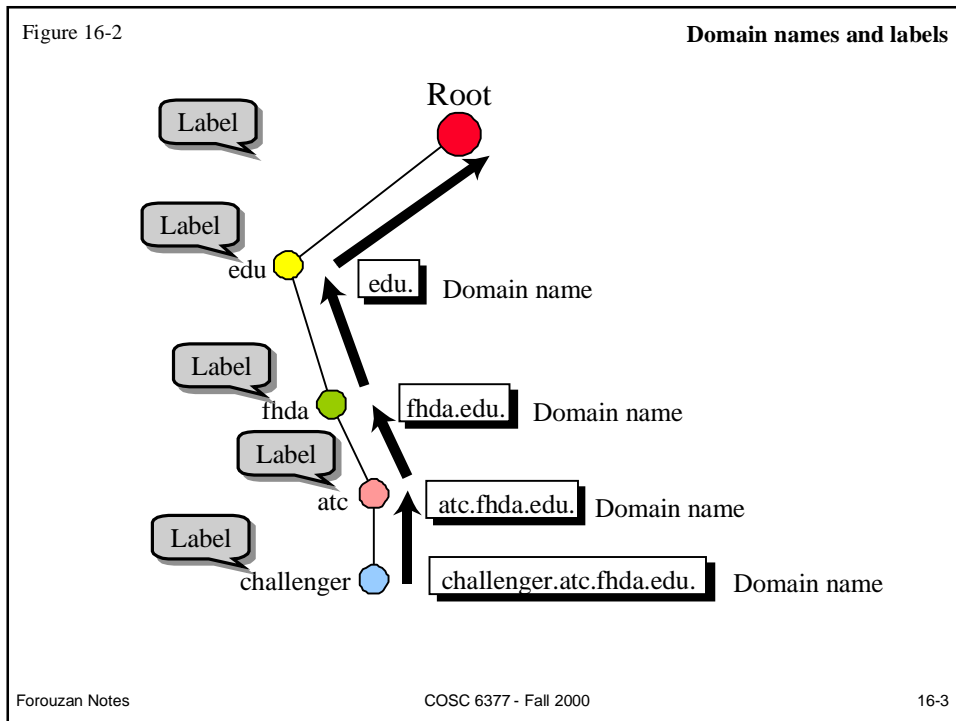 Figure 16-2
Domain names and labels
Root
Label
Label
edu
edu.
Domain name
Label
fhda
fhda.edu.
Domain name
Label
atc
atc.fhda.edu.
Domain name
Label
challenger
challenger.atc.fhda.edu.
Domain name
Forouzan Notes
COSC 6377 - Fall 2000
16-3